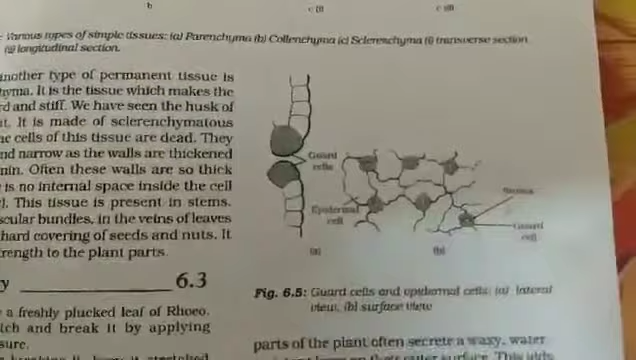 b
c (i)
c (ii)
Various types of simple tissues: (a) Parenchyma (b) Collenchyma (c) Sclerenchyma (i) transverse section
(ii) longitudinal section.
another type of permanent tissue is
hyma. It is the tissue which makes the
rd and stiff. We have seen the husk of
ut. It is made of sclerenchymatous
he cells of this tissue are dead. They
nd narrow as the walls are thickened
nin. Often these walls are so thick
is no internal space inside the cell
). This tissue is present in stems,
scular bundles, in the veins of leaves
hard covering of seeds and nuts. It
rength to the plant parts.
Guard
cells
Epidermal
cell
Stoma
Guard
cell
(a)
(b)
Fig. 6.5: Guard cells and epidermal cells: (a) lateral
view, (b) surface view
y 6.3
a freshly plucked leaf of Rhoeo.
tch and break it by applying
sure.
parts of the plant often secrete a waxy, water